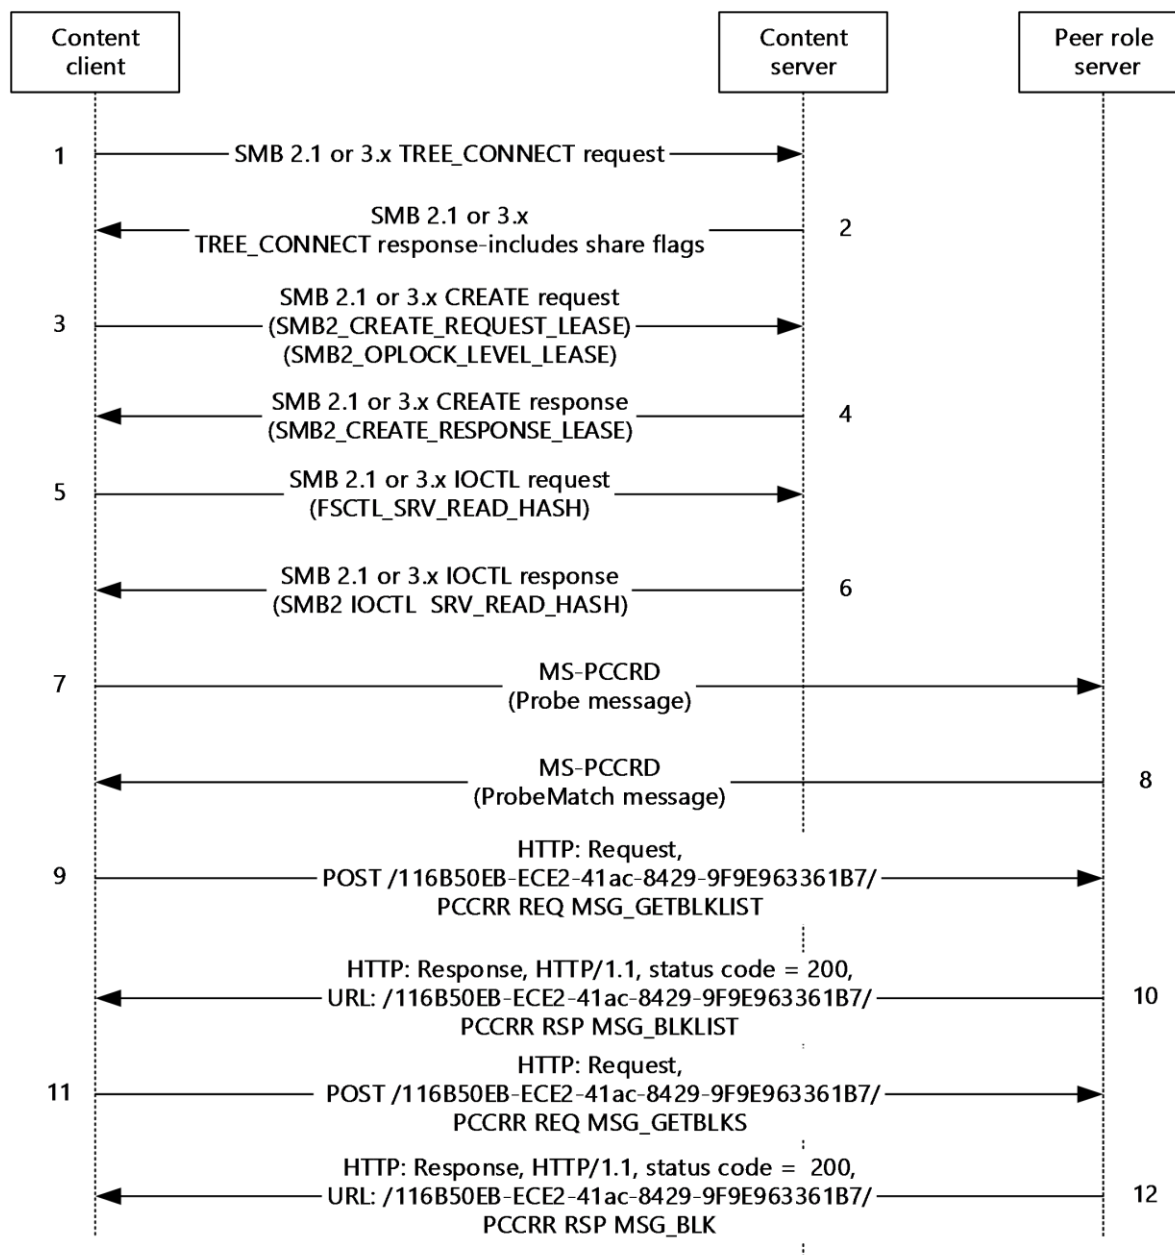 Content
client
Content
server
Peer role
server
1
SMB 2.1 or 3.x TREE_CONNECT request
SMB 2.1 or 3.x
TREE_CONNECT response-includes share flags
2
3
SMB 2.1 or 3.x CREATE request
(SMB2_CREATE_REQUEST_LEASE)
(SMB2_OPLOCK_LEVEL_LEASE)
SMB 2.1 or 3.x CREATE response
(SMB2_CREATE_RESPONSE_LEASE)
4
5
SMB 2.1 or 3.x IOCTL request
(FSCTL_SRV_READ_HASH)
SMB 2.1 or 3.x IOCTL response
(SMB2 IOCTL  SRV_READ_HASH)
6
7
MS-PCCRD
(Probe message)
MS-PCCRD
(ProbeMatch message)
8
9
HTTP: Request,
POST /116B50EB-ECE2-41ac-8429-9F9E963361B7/
PCCRR REQ MSG_GETBLKLIST
HTTP: Response, HTTP/1.1, status code = 200,
URL: /116B50EB-ECE2-41ac-8429-9F9E963361B7/
PCCRR RSP MSG_BLKLIST
10
11
HTTP: Request,
POST /116B50EB-ECE2-41ac-8429-9F9E963361B7/
PCCRR REQ MSG_GETBLKS
HTTP: Response, HTTP/1.1, status code =  200,
URL: /116B50EB-ECE2-41ac-8429-9F9E963361B7/
PCCRR RSP MSG_BLK
12